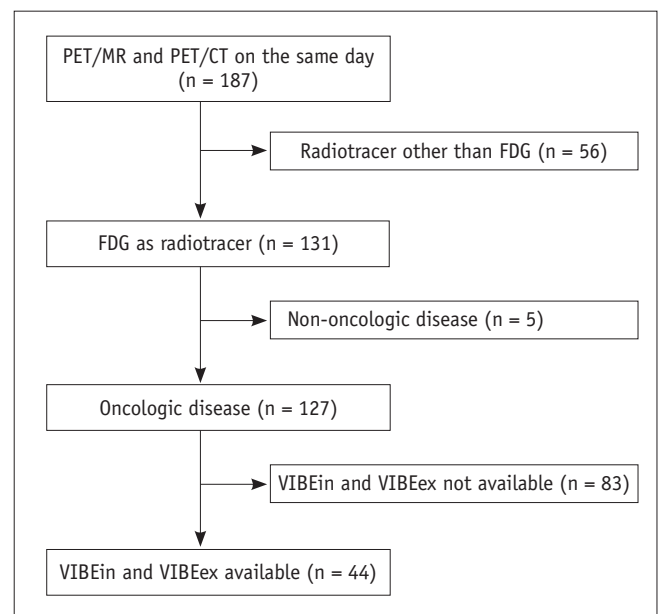 PET/MR and PET/CT on the same day
(n = 187)
Radiotracer other than FDG (n = 56)
FDG as radiotracer (n = 131)
Non-oncologic disease (n = 5)
Oncologic disease (n = 127)
VIBEin and VIBEex not available (n = 83)
VIBEin and VIBEex available (n = 44)